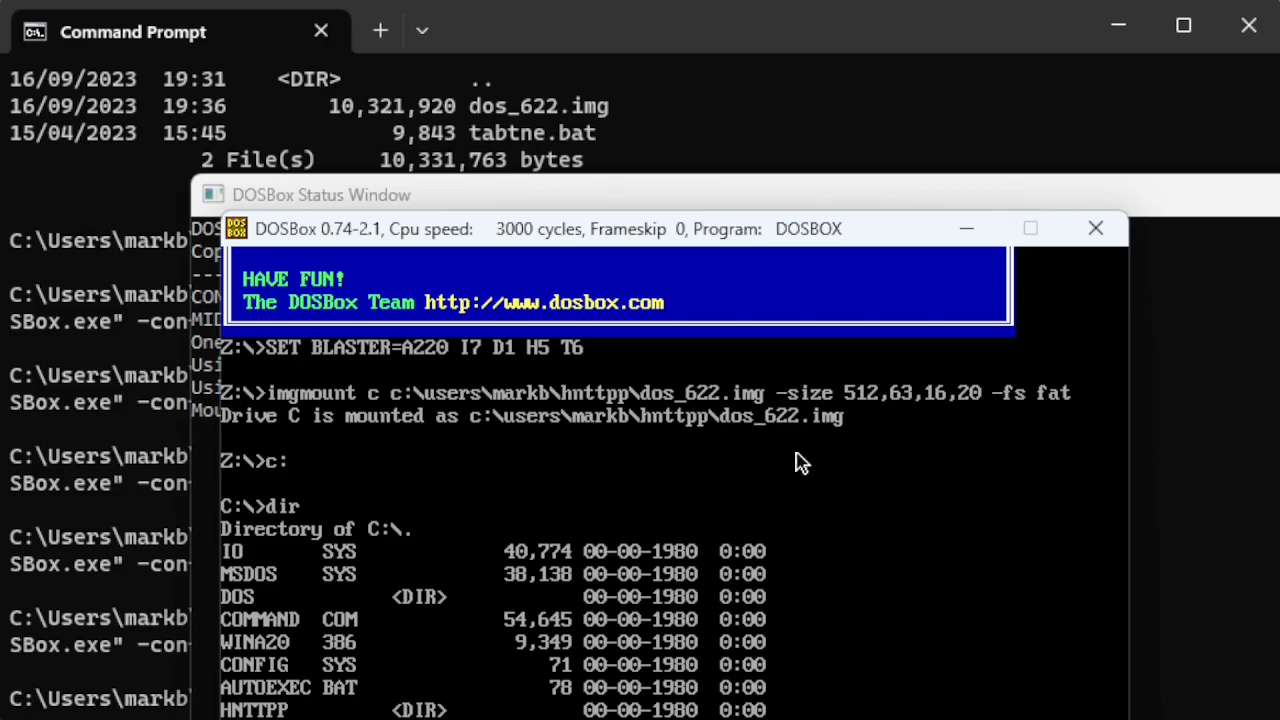 Command Prompt
16/09/2023  19:31    <DIR>          ..
16/09/2023  19:36        10,321,920 dos_622.img
15/04/2023  15:45             9,843 tabtne.bat
2 File(s)     10,331,763 bytes
DOSBox Status Window
DOSBox 0.74-2.1, Cpu speed:    3000 cycles, Frameskip  0, Program:   DOSBOX
C:\Users\markb
C:\Users\markb
SBox.exe" -con
C:\Users\markb
SBox.exe" -con
C:\Users\markb
SBox.exe" -con
C:\Users\markb
SBox.exe" -con
C:\Users\markb
SBox.exe" -con
C:\Users\markb
DOS
Cop
---
CON
MID
One
Usi
Usi
Mou
HAVE FUN!
The DOSBox Team http://www.dosbox.com
Z:\>SET BLASTER=A220 I7 D1 H5 T6
Z:\>imgmount c c:\users\markb\hnttpp\dos_622.img -size 512,63,16,20 -fs fat
Drive C is mounted as c:\users\markb\hnttpp\dos_622.img
Z:\>c:
C:\>dir
Directory of C:\.
IO       SYS             40,774 00-00-1980  0:00
MSDOS    SYS             38,138 00-00-1980  0:00
DOS            <DIR>            00-00-1980  0:00
COMMAND  COM             54,645 00-00-1980  0:00
WINA20   386              9,349 00-00-1980  0:00
CONFIG   SYS                 71 00-00-1980  0:00
AUTOEXEC BAT                 78 00-00-1980  0:00
HNTTPP         <DIR>            00-00-1980  0:00